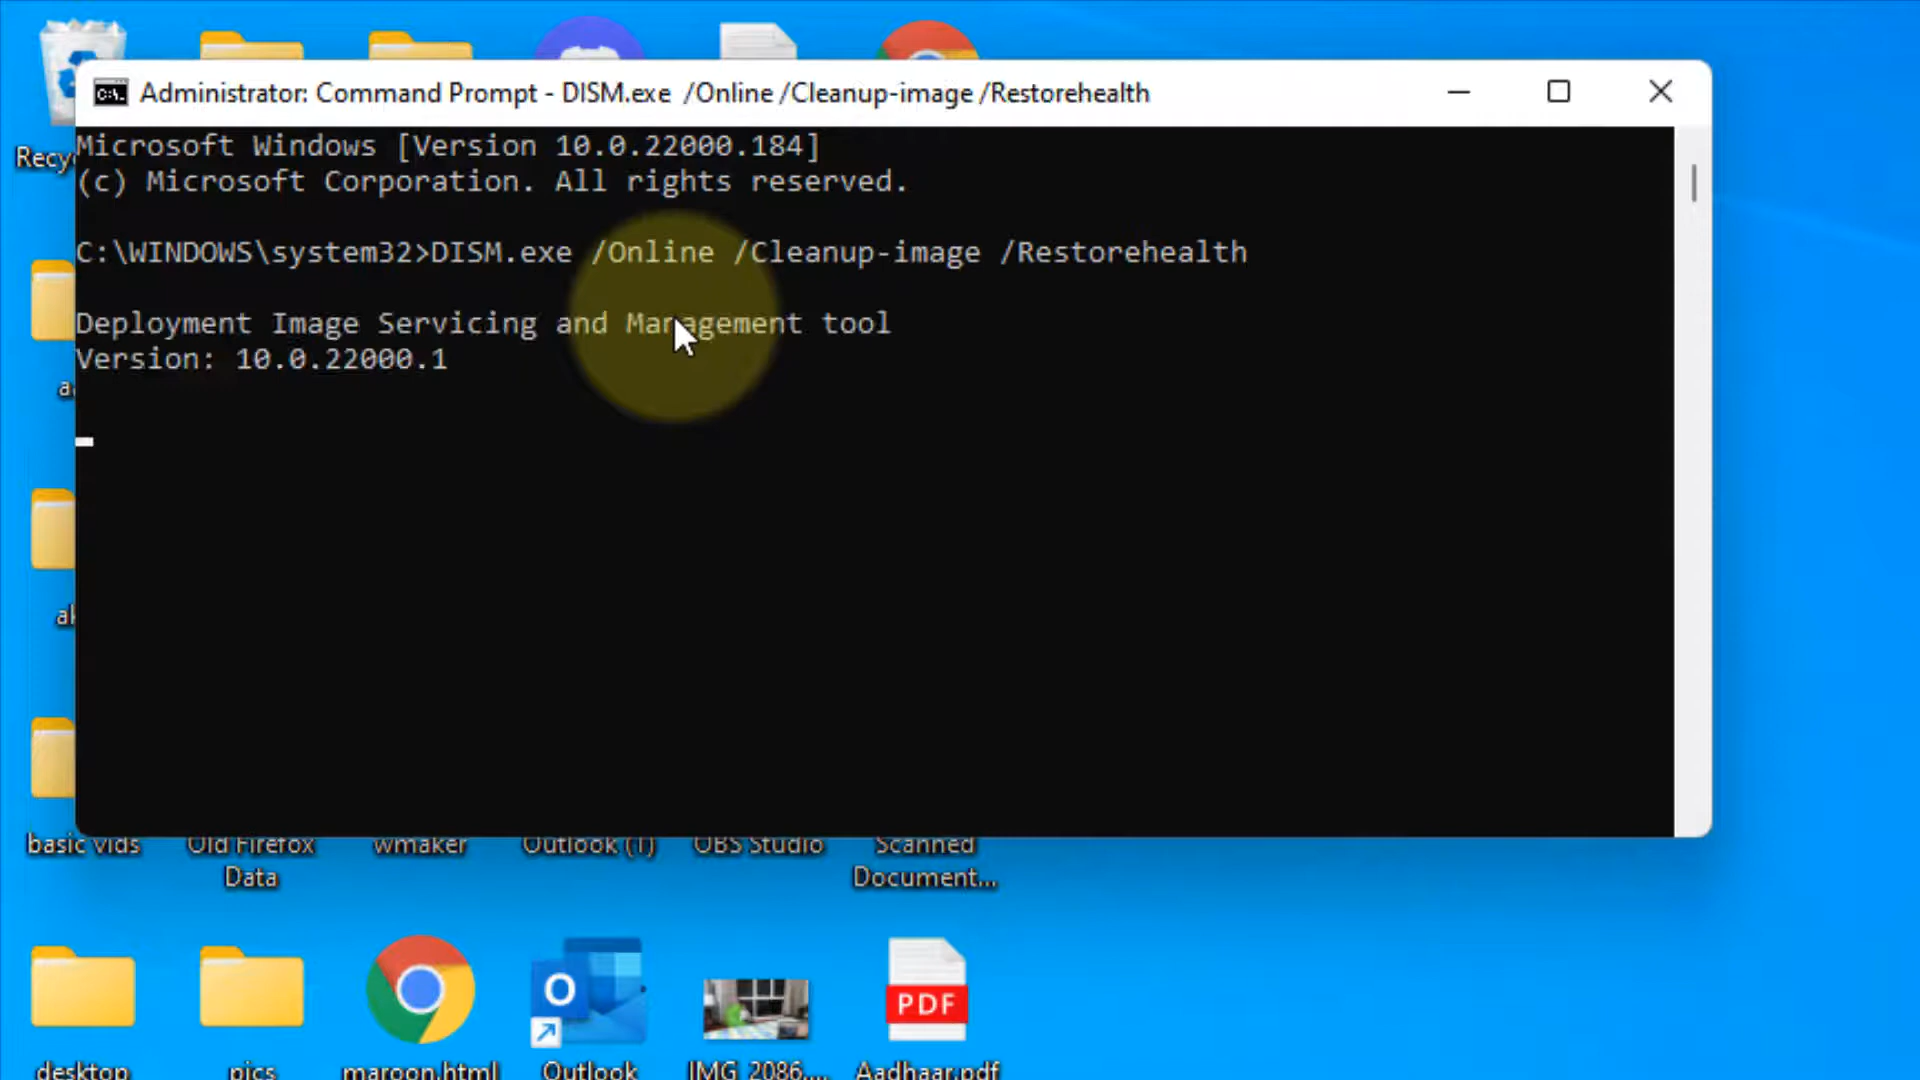 Administrator: Command Prompt - DISM.exe /Online /Cleanup-image /Restorehealth
Microsoft Windows [Version 10.0.22000.184]
(c) Microsoft Corporation. All rights reserved.
C:\WINDOWS\system32>DISM.exe /Online /Cleanup-image /Restorehealth
Deployment Image Servicing and Management tool
Version: 10.0.22000.1
Recy
basic vids
Old Firefox
Data
wmaker
Outlook (1)
OBS Studio
Scanned
Document...
O
PDF
desktop
pics
maroon.html
Outlook
IMG_2086....
Aadhaar.pdf